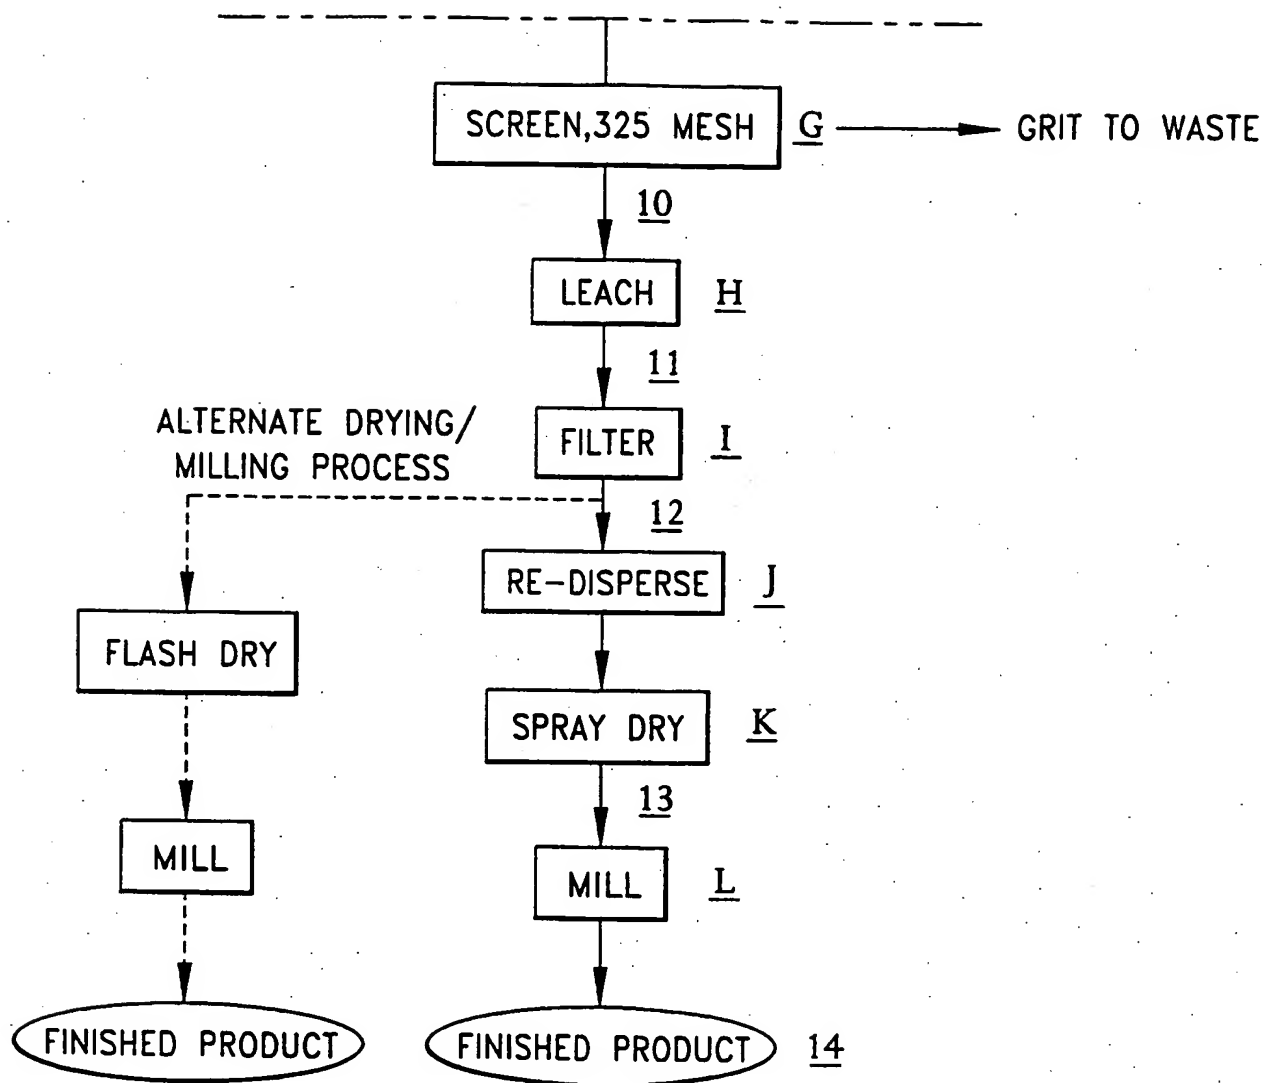 SCREEN,325 MESH G GRIT TO WASTE
10
LEACH H
11
ALTERNATE DRYING/
MILLING PROCESS
FILTER I
12
RE-DISPERSE J
FLASH DRY
SPRAY DRY K
13
MILL
MILL L
FINISHED PRODUCT
FINISHED PRODUCT 14